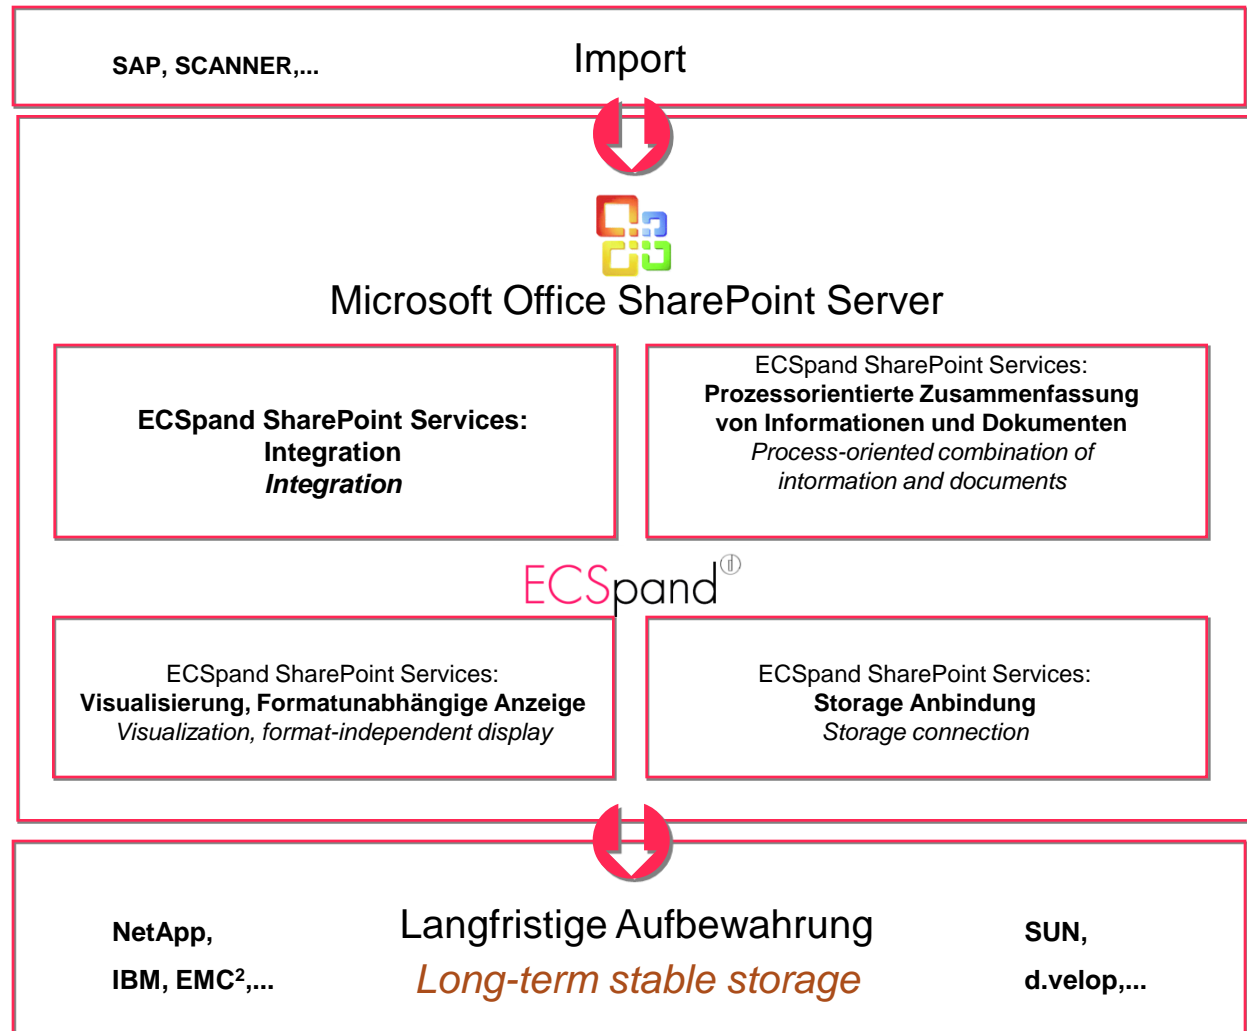 SAP, SCANNER,...
Import
Microsoft Office SharePoint Server
ECSpand SharePoint Services:
Integration
Integration
ECSpand SharePoint Services:
Prozessorientierte Zusammenfassung
von Informationen und Dokumenten
Process-oriented combination of
intormation and documents
ECSpand
ECSpand SharePoint Services:
Visualisierung, Formatunabhängige Anzeige
Visualization, format-independent display
ECSpand SharePoint Services:
Storage Anbindung
Storage connection
NetApp,
IBM, EMC²,...
Langfristige Aufbewahrung
Long-term stable storage
SUN,
d.velop,...